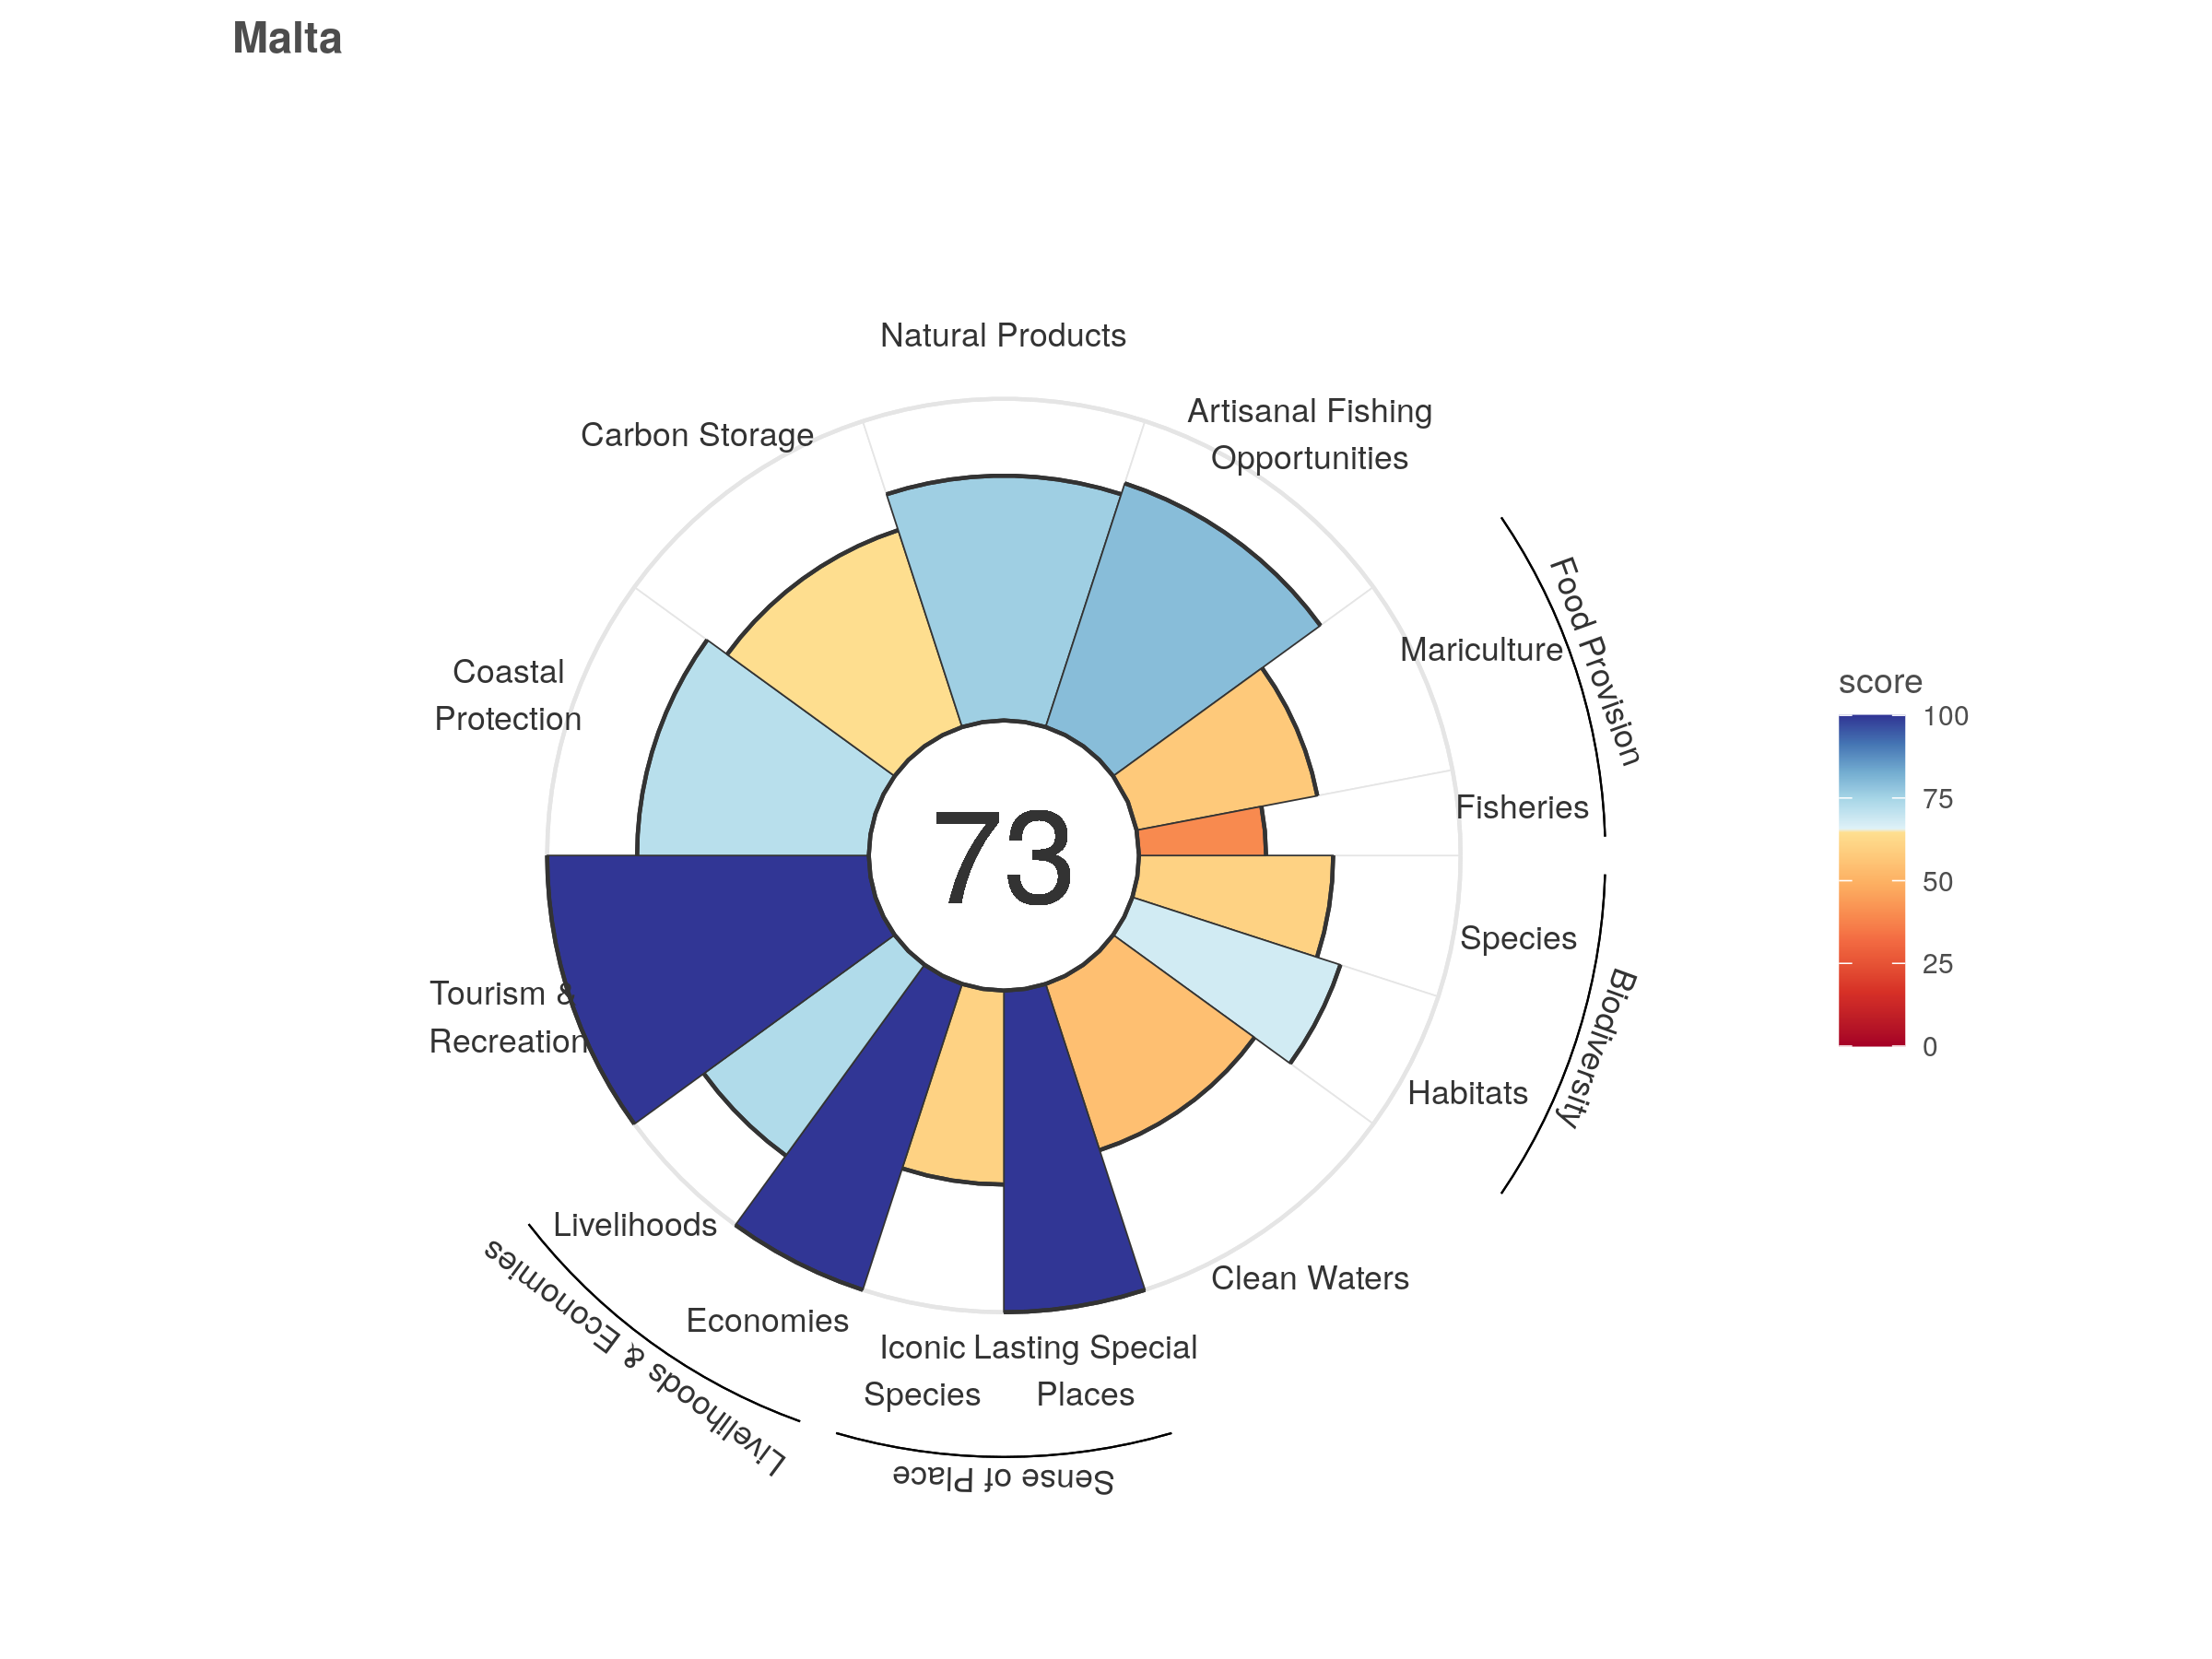 Malta
Natural Products
Artisanal Fishing
Opportunities
Carbon Storage
Food Provision
Mariculture
Coastal
Protection
score
100
75
50
25
0
Fisheries
73
Species
Biodiversity
Tourism &
Recreation
Habitats
Livelihoods
Clean Waters
Economies
Iconic
Species
Lasting Special
Places
Livelihoods & Economies
Sense of Place